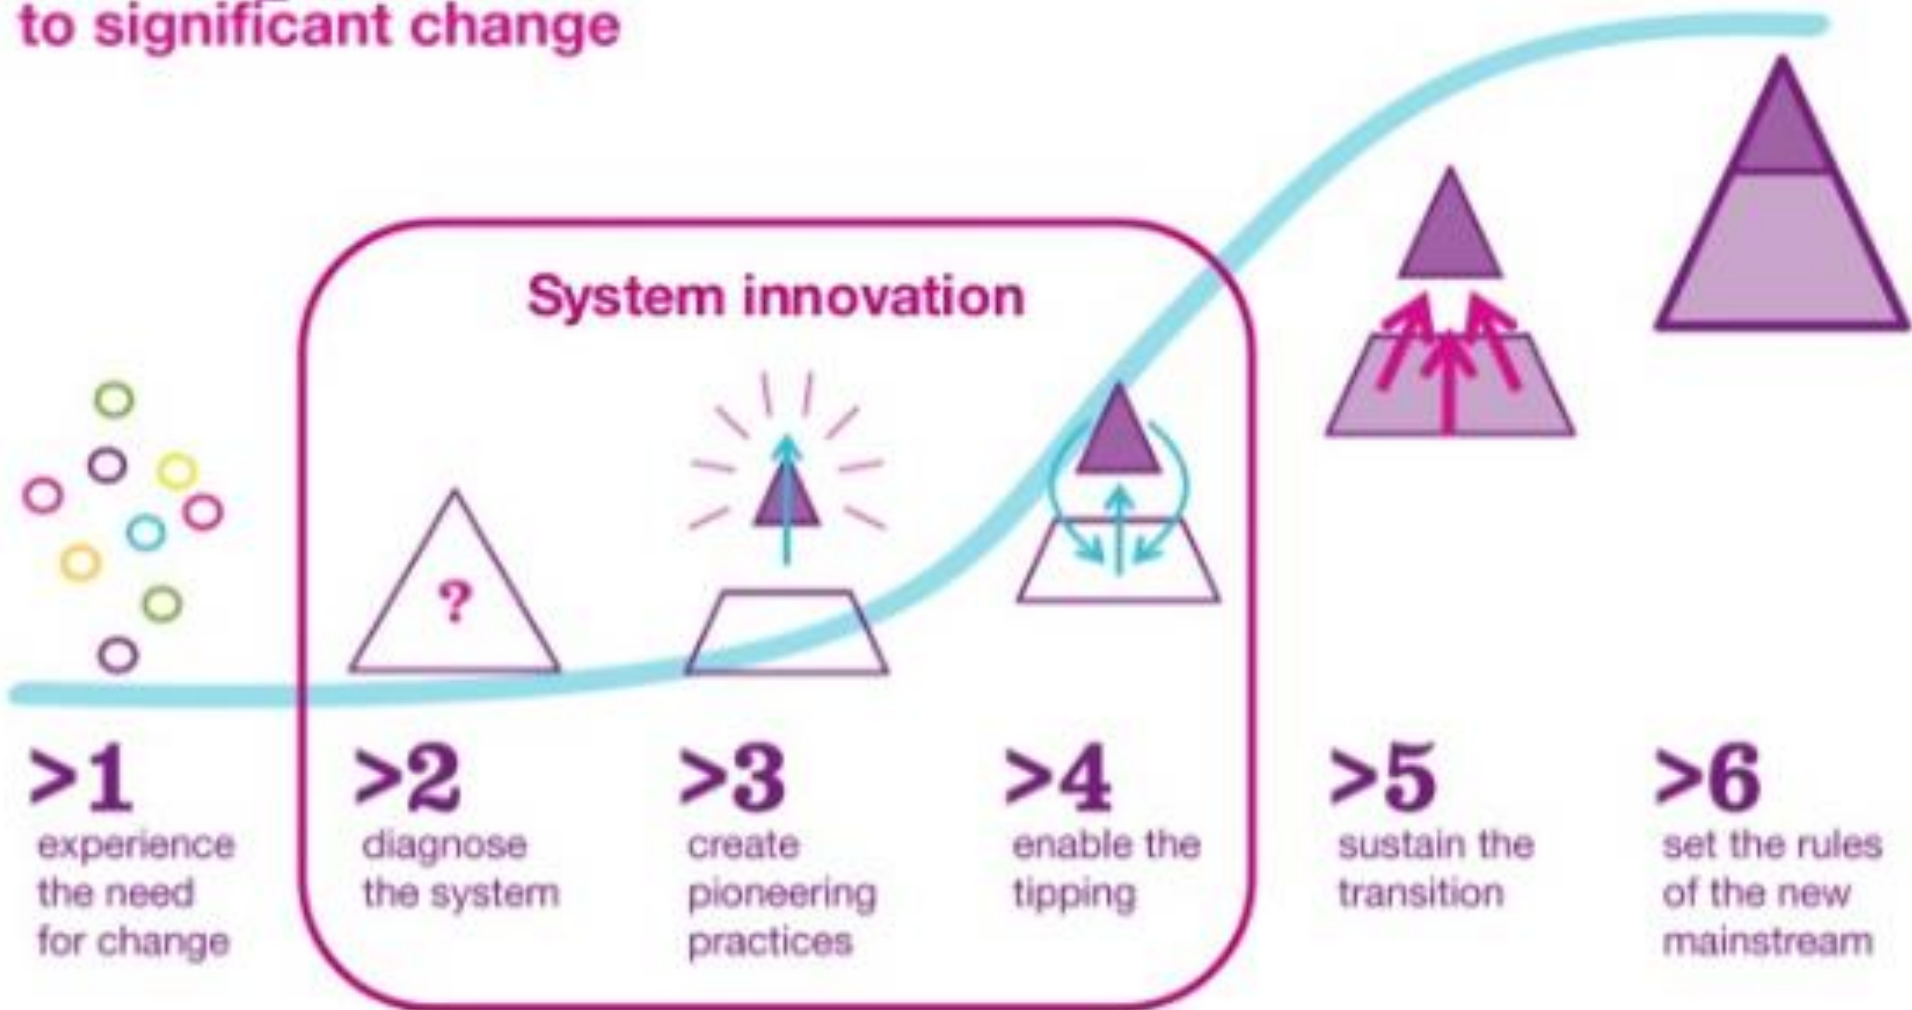 to significant change
System innovation
?
>1
experience
the need
for change
>2
diagnose
the system
>3
create
pioneering
practices
>4
enable the
tipping
>5
sustain the
transition
>6
set the rules
of the new
mainstream